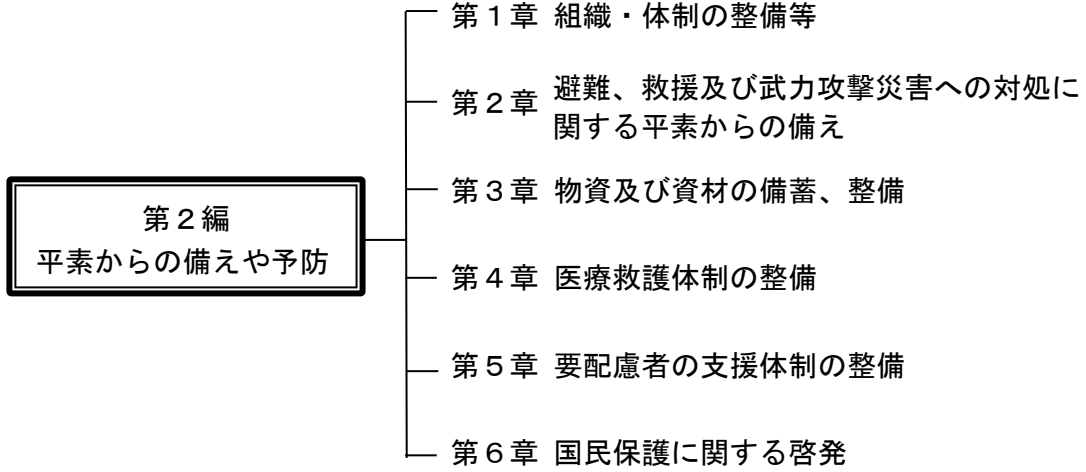 第２編
平素からの備えや予防
第１章 組織・体制の整備等
第２章 避難、救援及び武力攻撃災害への対処に
関する平素からの備え
第３章 物資及び資材の備蓄、整備
第４章 医療救護体制の整備
第５章 要配慮者の支援体制の整備
第６章 国民保護に関する啓発